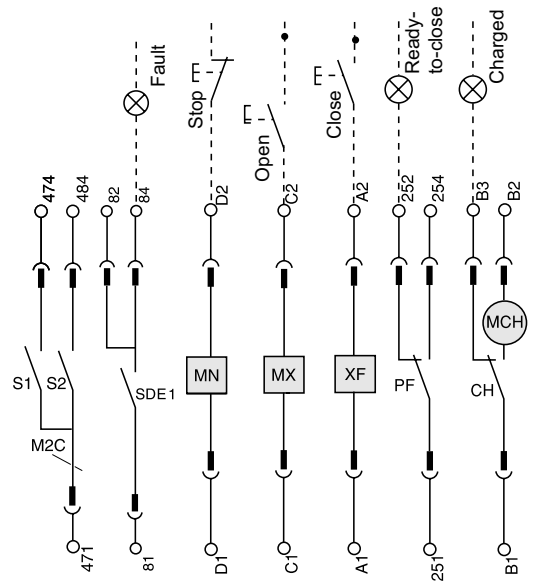 Fault
Stop
Open
Close
Ready-
to-close
Charged
474
484
82
84
D2
C2
A2
252
254
B3
B2
MCH
S1
S2
SDE1
MN
MX
XF
PF
CH
M2C
471
81
D1
C1
A1
251
B1